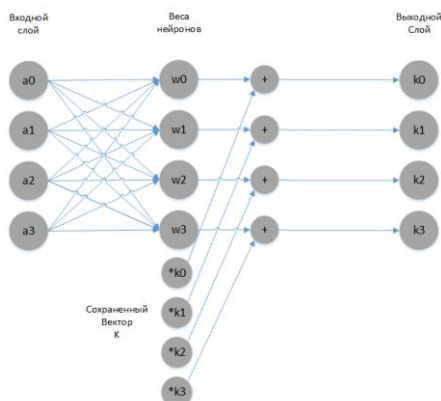 Входной
слой
Веса
нейронов
Выходной
Слой
a0
w0
+
k0
a1
w1
+
k1
a2
w2
+
k2
a3
w3
+
k3
*k0
Сохраненный
Вектор
K
*k1
*k2
*k3